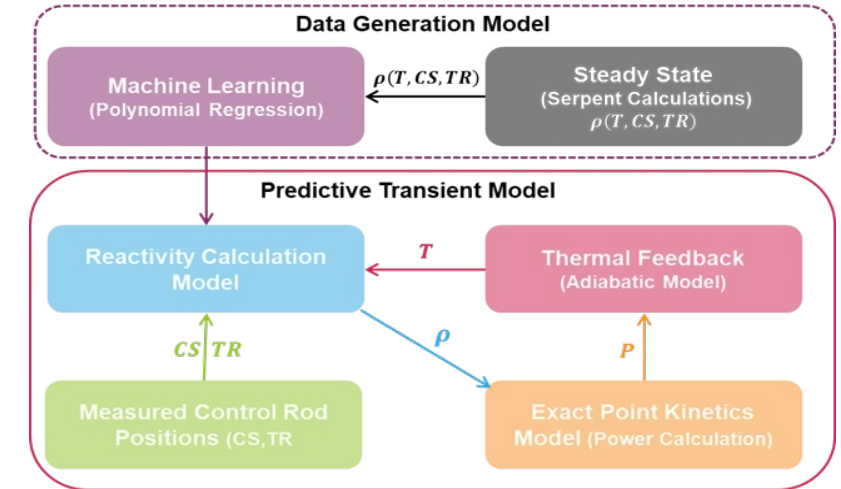 Data Generation Model
Machine Learning
(Polynomial Regression)
ρ(T, CS, TR)
Steady State
(Serpent Calculations)
ρ(T, CS, TR)
Predictive Transient Model
Reactivity Calculation
Model
T
Thermal Feedback
(Adiabatic Model)
CS TR
ρ
P
Measured Control Rod
Positions (CS,TR
Exact Point Kinetics
Model (Power Calculation)